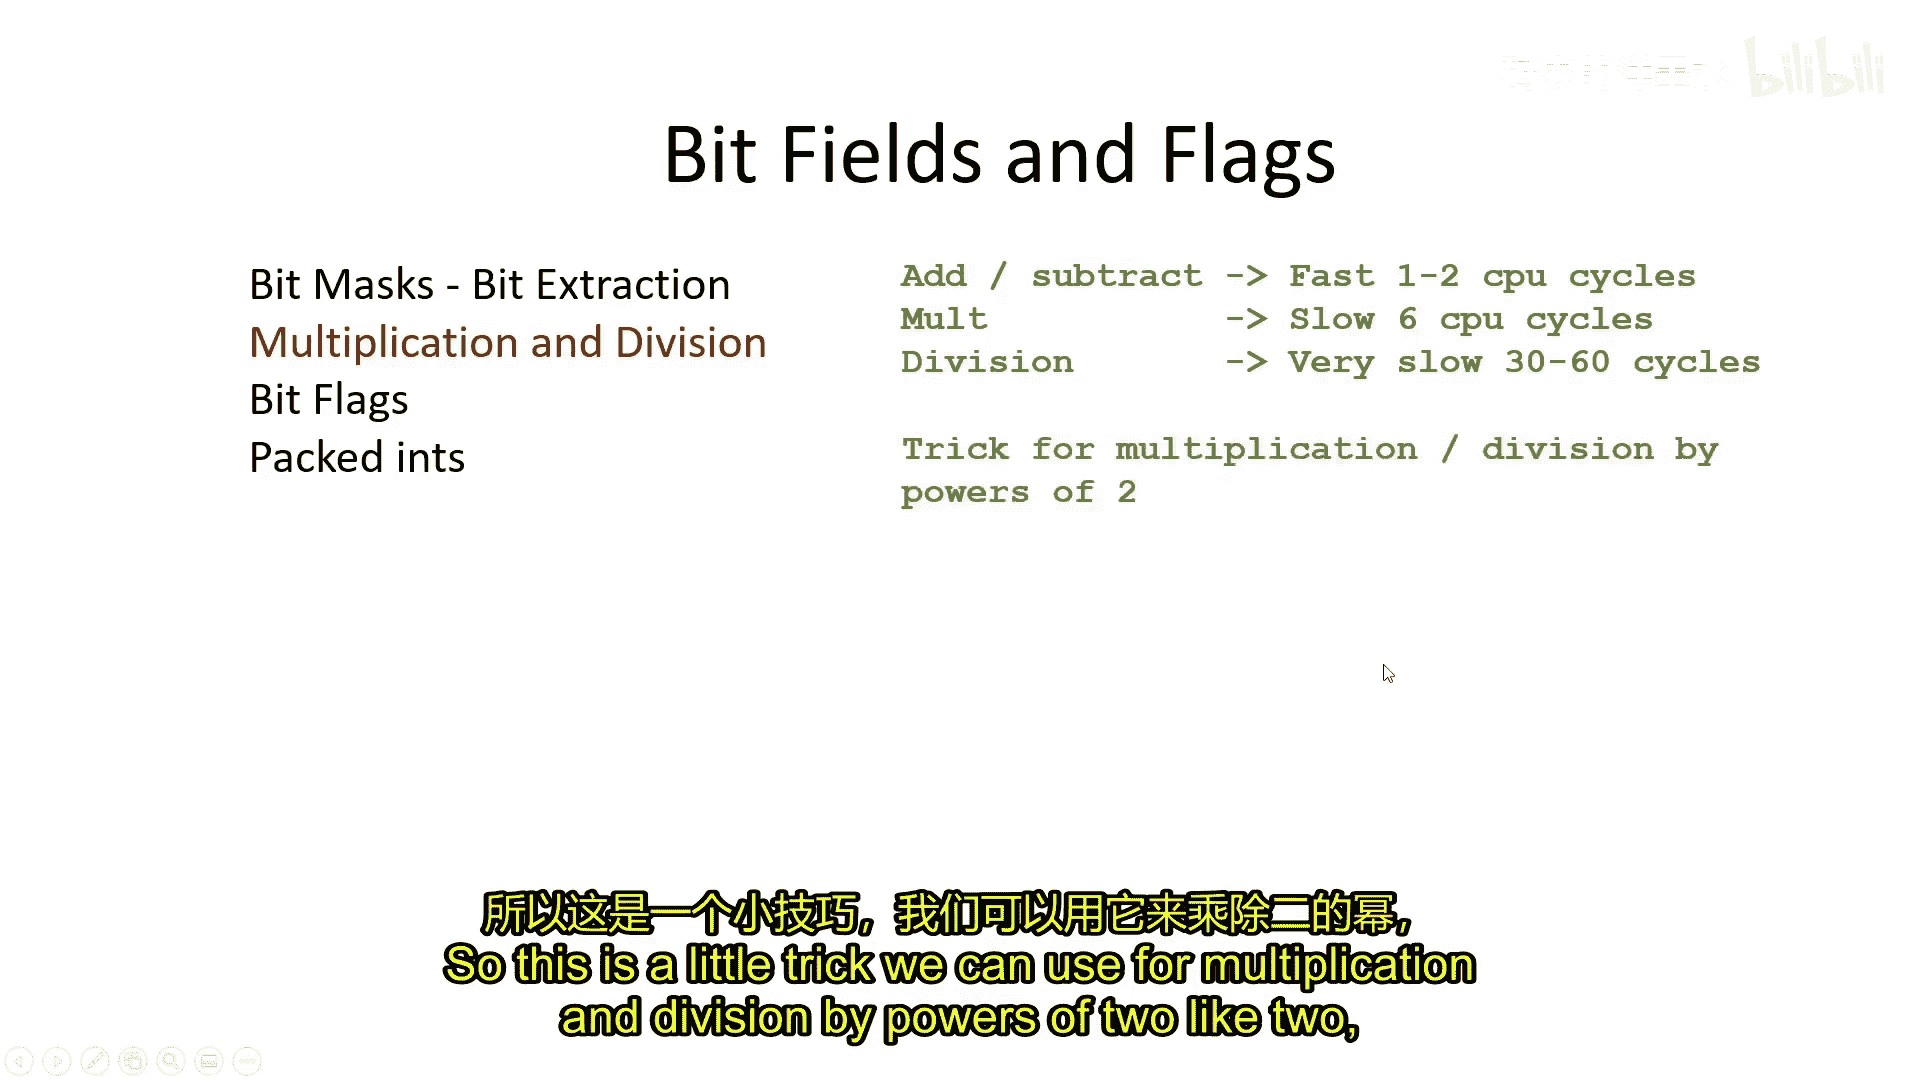 bilibili
Bit Fields and Flags
Bit Masks - Bit Extraction
Multiplication and Division
Bit Flags
Packed ints
Add / subtract -> Fast 1-2 cpu cycles
Mult -> Slow 6 cpu cycles
Division -> Very slow 30-60 cycles
Trick for multiplication / division by
powers of 2
所以这是一个小技巧，我们可以用它来乘除二的幂，
So this is a little trick we can use for multiplication
and division by powers of two like two,